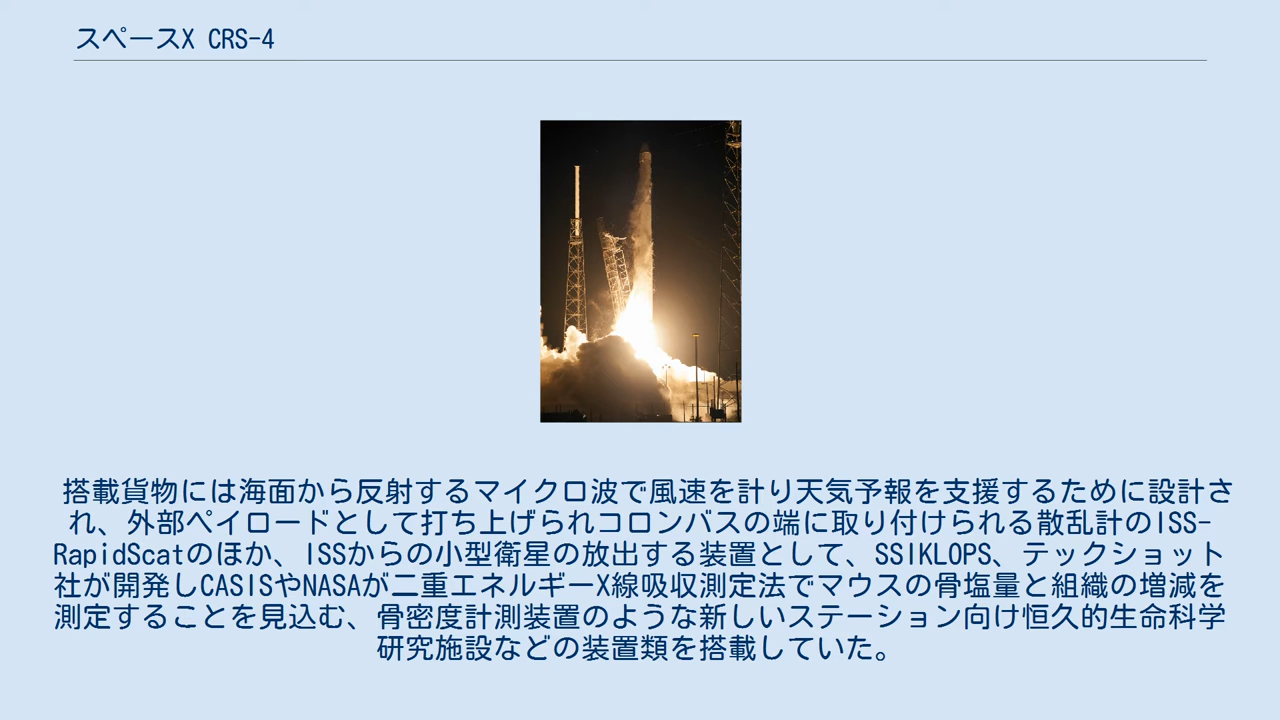 スペースX CRS-4
搭載貨物には海面から反射するマイクロ波で風速を計り天気予報を支援するために設計さ
れ、外部ペイロードとして打ち上げられコロンバスの端に取り付けられる散乱計のISS-
RapidScatのほか、ISSからの小型衛星の放出する装置として、SSIKLOPS、テックショット
社が開発しCASISやNASAが二重エネルギーX線吸収測定法でマウスの骨塩量と組織の増減を
測定することを見込む、骨密度計測装置のような新しいステーション向け恒久的生命科学
研究施設などの装置類を搭載していた。